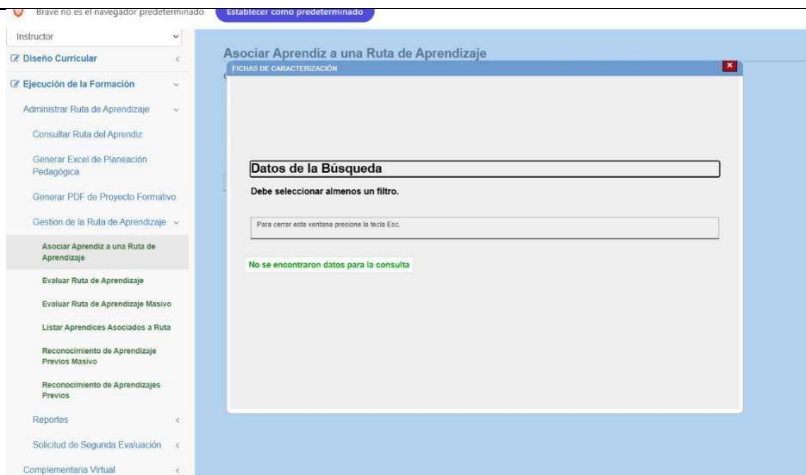 Brave no es el navegador predeterminado
Establecer como predeterminado
Instructor
Diseño Curricular
Ejecución de la Formación
Administrar Ruta de Aprendizaje
Consultar Ruta del Aprendiz
Generar Excel de Planeación
Pedagógica
Generar PDF de Proyecto Formativo
Gestion de la Ruta de Aprendizaje
Asociar Aprendiz a una Ruta de
Aprendizaje
Evaluar Ruta de Aprendizaje
Evaluar Ruta de Aprendizaje Masivo
Listar Aprendices Asociados a Ruta
Reconocimiento de Aprendizaje
Previos Masivo
Reconocimiento de Aprendizajes
Previos
Reportes
Solicitud de Segunda Evaluación
Complementaria Virtual
Asociar Aprendiz a una Ruta de Aprendizaje
FICHAS DE CARACTERIZACIÓN
Datos de la Búsqueda
Debe seleccionar almenos un filtro.
Para cerrar esta ventana presione la tecla Esc.
No se encontraron datos para la consulta